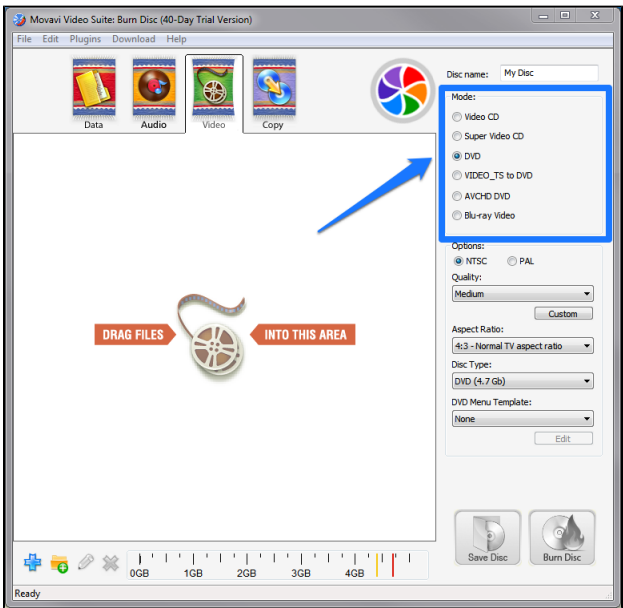 Movavi Video Suite: Burn Disc (40-Day Trial Version)
File Edit Plugins Download Help
Data Audio Video Copy
Disc name: My Disc
Mode:
Video CD
Super Video CD
DVD
VIDEO_TS to DVD
AVCHD DVD
Blu-ray Video
Options:
NTSC PAL
Quality:
Medium
Custom
Aspect Ratio:
4:3 - Normal TV aspect ratio
Disc Type:
DVD (4.7 Gb)
DVD Menu Template:
None
Edit
DRAG FILES INTO THIS AREA
Save Disc Burn Disc
0GB 1GB 2GB 3GB 4GB
Ready